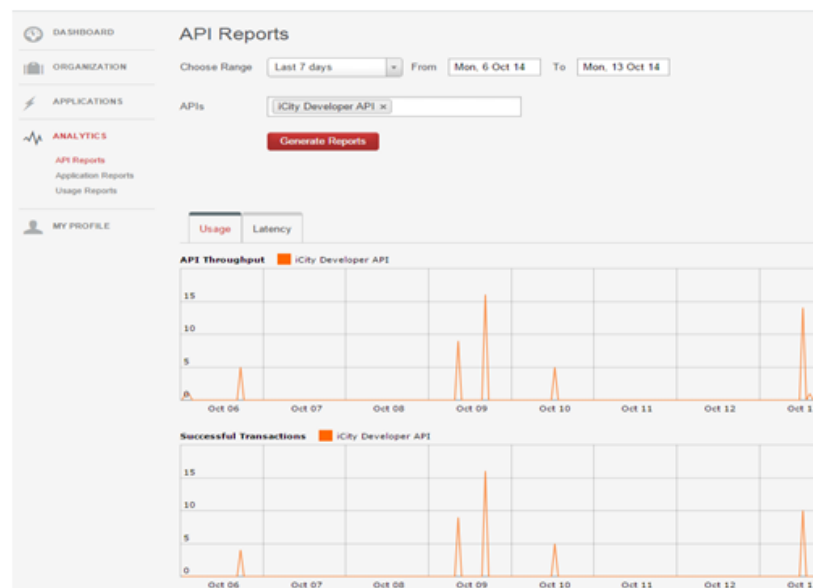 DASHBOARD
ORGANIZATION
APPLICATIONS
ANALYTICS
API Reports
Application Reports
Usage Reports
MY PROFILE
API Reports
Choose Range Last 7 days From Mon, 6 Oct 14 To Mon, 13 Oct 14
APIs iCity Developer API ×
Generate Reports
Usage Latency
API Throughput iCity Developer API
15
10
5
0
Oct 06 Oct 07 Oct 08 Oct 09 Oct 10 Oct 11 Oct 12 Oct 1
Successful Transactions iCity Developer API
15
10
5
0
Oct 06 Oct 07 Oct 08 Oct 09 Oct 10 Oct 11 Oct 12 Oct 1